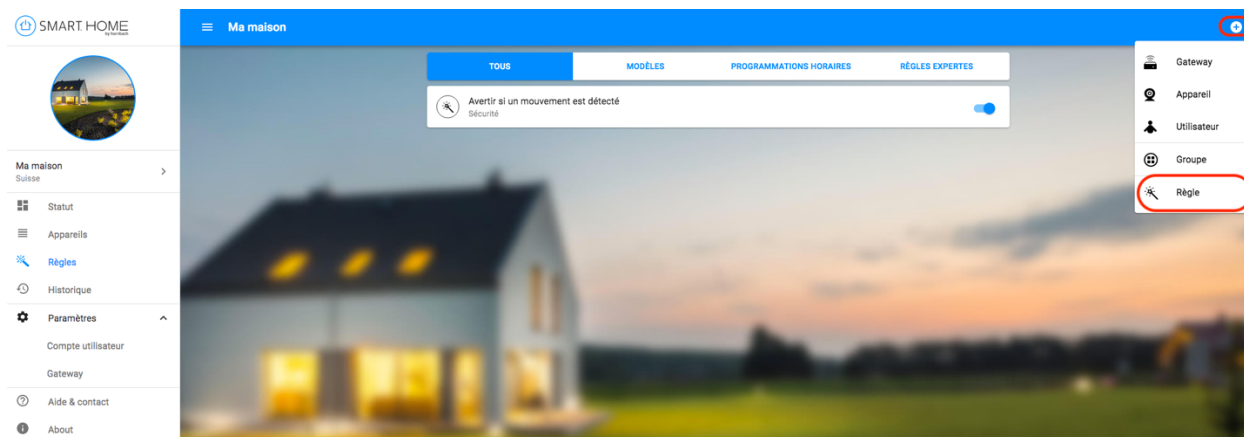 SMART HOME
by hornbach
Ma maison
TOUS
MODÈLES
PROGRAMMATIONS HORAIRES
RÈGLES EXPERTES
Avertir si un mouvement est détecté
Sécurité
Gateway
Appareil
Utilisateur
Groupe
Règle
Ma maison
Suisse
Statut
Appareils
Règles
Historique
Paramètres
Compte utilisateur
Gateway
Aide & contact
About